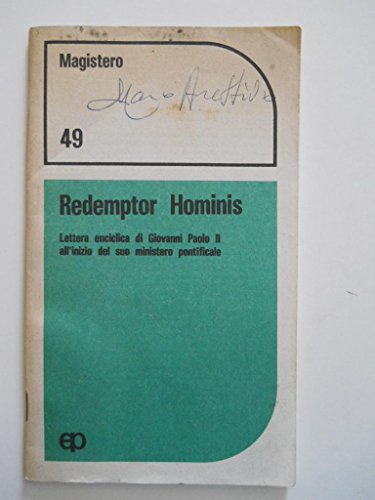 Magistero
49
Redemptor Hominis
Lettera enciclica di Giovanni Paolo II
all'inizio del suo ministero pontificale
ep